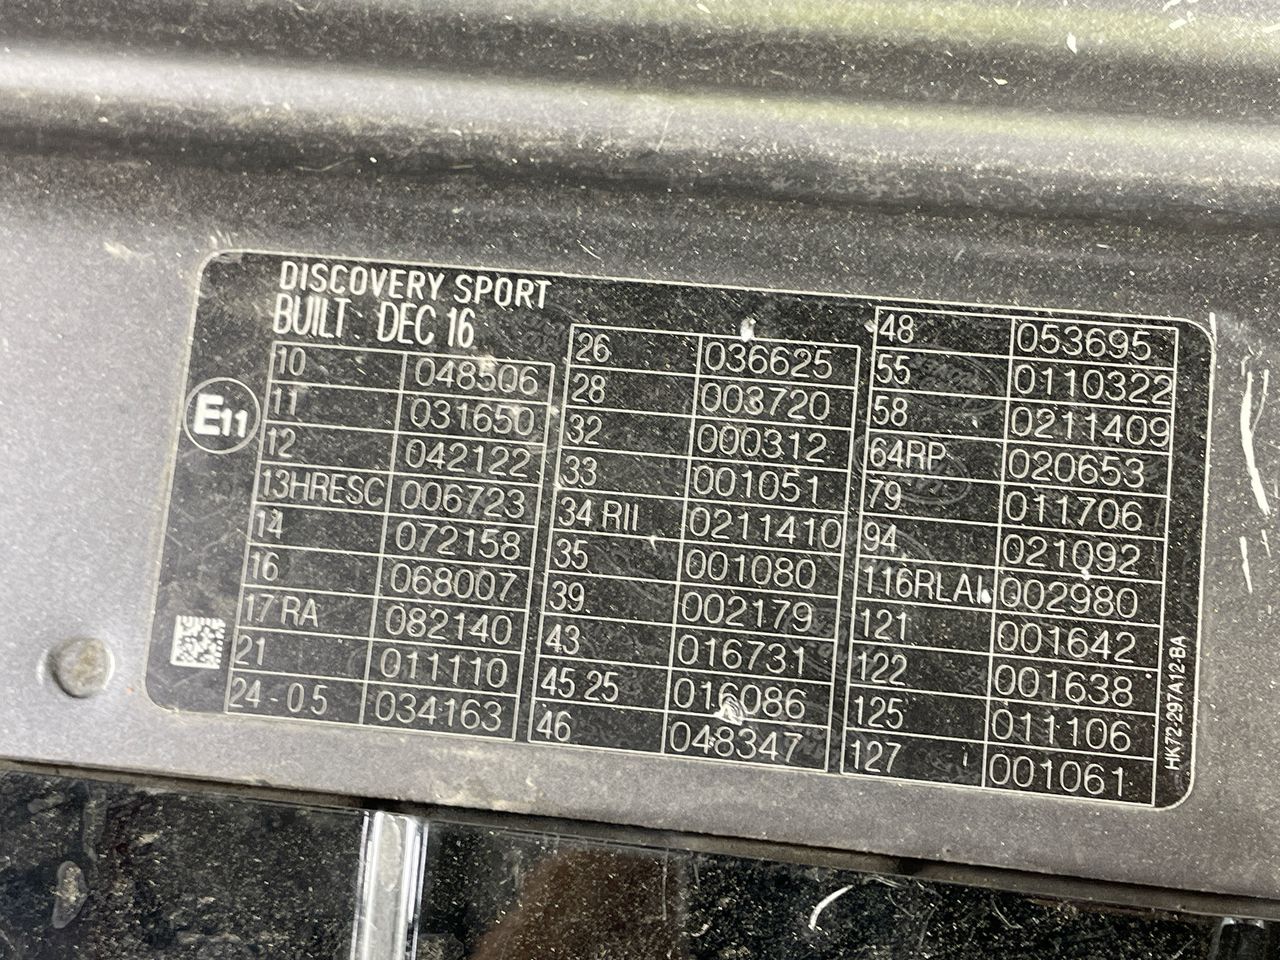 DISCOVERY SPORT
BUILT DEC 16
E11
10 048506
11 031650
12 042122
13HRESC 006723
14 072158
16 068007
17 RA 082140
21 011110
24 - 0.5 034163
26 036625
28 003720
32 000312
33 001051
34 RII 0211410
35 001080
39 002179
43 016731
45 25 016086
46 048347
48 053695
55 0110322
58 0211409
64RP 020653
79 011706
94 021092
116RLAI 002980
121 001642
122 001638
125 011106
127 001061
HK72-297A12-BA